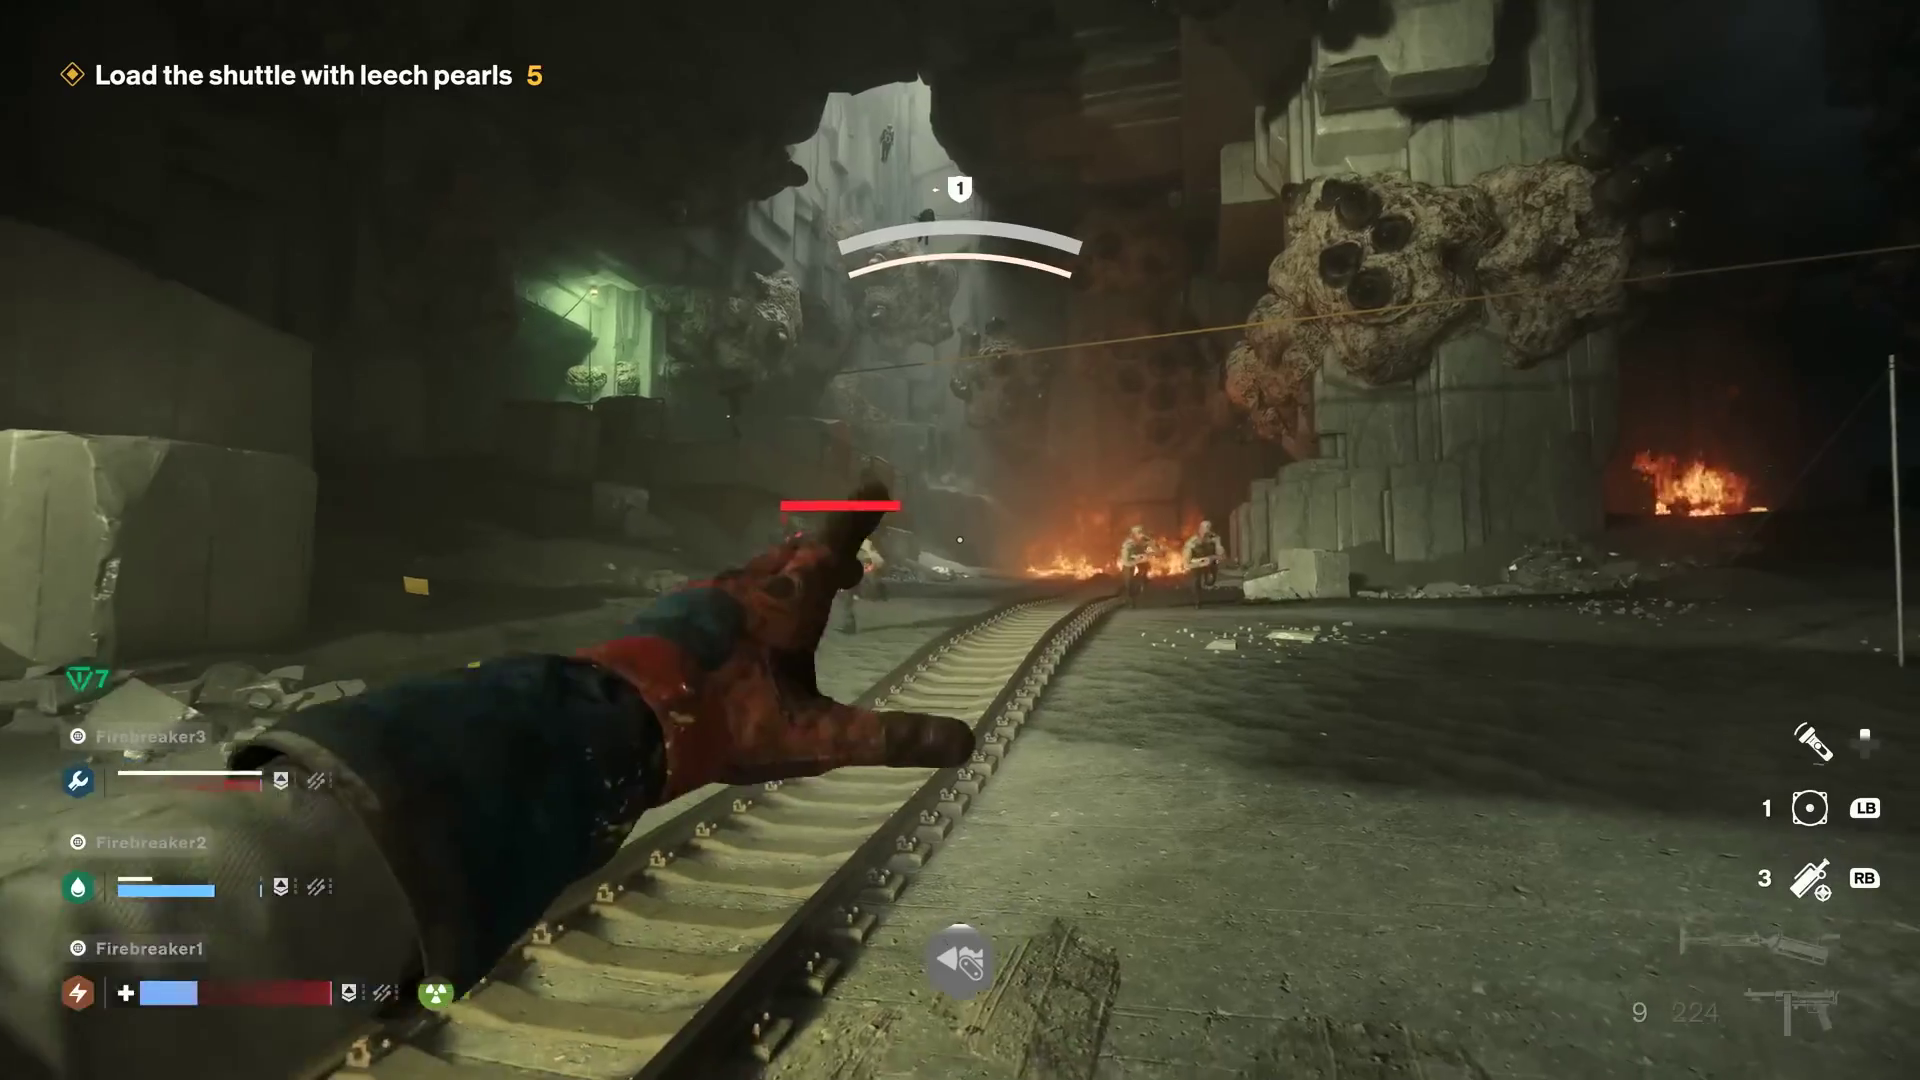 Load the shuttle with leech pearls 5
1
7
Firebreaker3
Firebreaker2
1 LB
3 RB
Firebreaker1
9 224